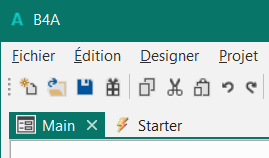 B4A
Fichier Édition Designer Projet
Main Starter